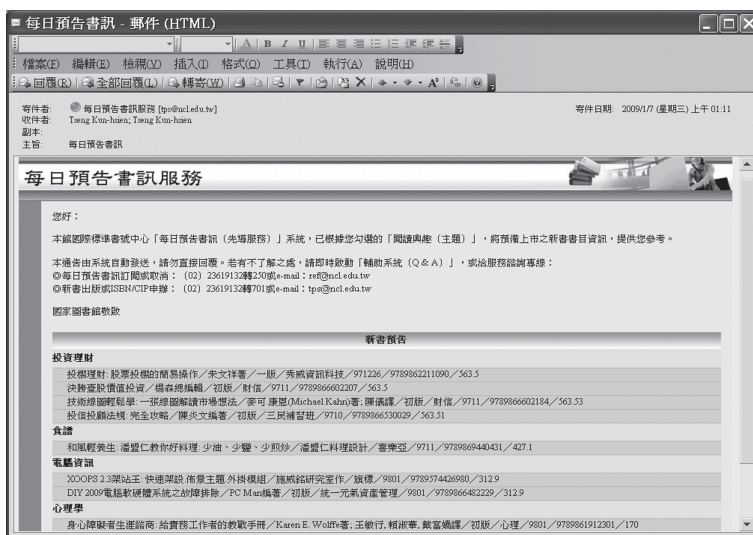 每日預告書訊 - 郵件 (HTML)
A B I U
檔案(F) 編輯(E) 檢視(V) 插入(I) 格式(O) 工具(T) 執行(A) 說明(H)
回覆(R) 全部回覆(L) 轉寄(W)
寄件者: 每日預告書訊服務 [tps@ncl.edu.tw] 寄件日期: 2009/1/7 (星期三) 上午 01:11
收件者: Tseng Kun-hsien; Tseng Kun-hsien
副本:
主旨: 每日預告書訊
每日預告書訊服務
您好：
本館國際標準書號中心「每日預告書訊（先導服務）」系統，已根據您勾選的「閱讀興趣（主題）」，將預備上市之新書書目資訊，提供您參考。
本通告由系統自動發送，請勿直接回覆。若有不了解之處，請即時啟動「輔助系統（Q & A）」，或洽服務諮詢專線：
◎每日預告書訊訂閱或取消：（02）23619132轉250或e-mail：ref@ncl.edu.tw
◎新書出版或ISBN/CIP申辦：（02）23619132轉701或e-mail：tps@ncl.edu.tw
國家圖書館敬啟
新書預告
投資理財
投機理財: 股票投機的簡易操作／朱文祥著／一版／秀威資訊科技／971226／9789862211090／563.5
決勝臺股價值投資／楊森總編輯／初版／財信／9711／9789866602207／563.5
技術線圖輕鬆學: 一張線圖解讀市場想法／麥可.康恩(Michael Kahn)著; 陳儀譯／初版／財信／9711／9789866602184／563.53
投信投顧法規: 完全攻略／陳炎文編著／初版／三民補習班／9710／9789866530029／563.51
食譜
和風輕養生: 潘盟仁教你好料理: 少油、少鹽、少煎炒／潘盟仁料理設計／臺樂亞／9711／9789869440431／427.1
電腦資訊
XOOPS 2.3架站王: 快速架設.佈景主題.外掛模組／施威銘研究室作／旗標／9801／9789574426980／312.9
DIY 2009電腦軟硬體系統之故障排除／PC Man編著／初版／統一元氣資產管理／9801／9789866482229／312.9
心理學
身心障礙者生涯諮商: 給實務工作者的教戰手冊／Karen E. Wolffe著; 王敏行, 賴淑華, 戴富嬌譯／初版／心理／9801／9789861912301／170